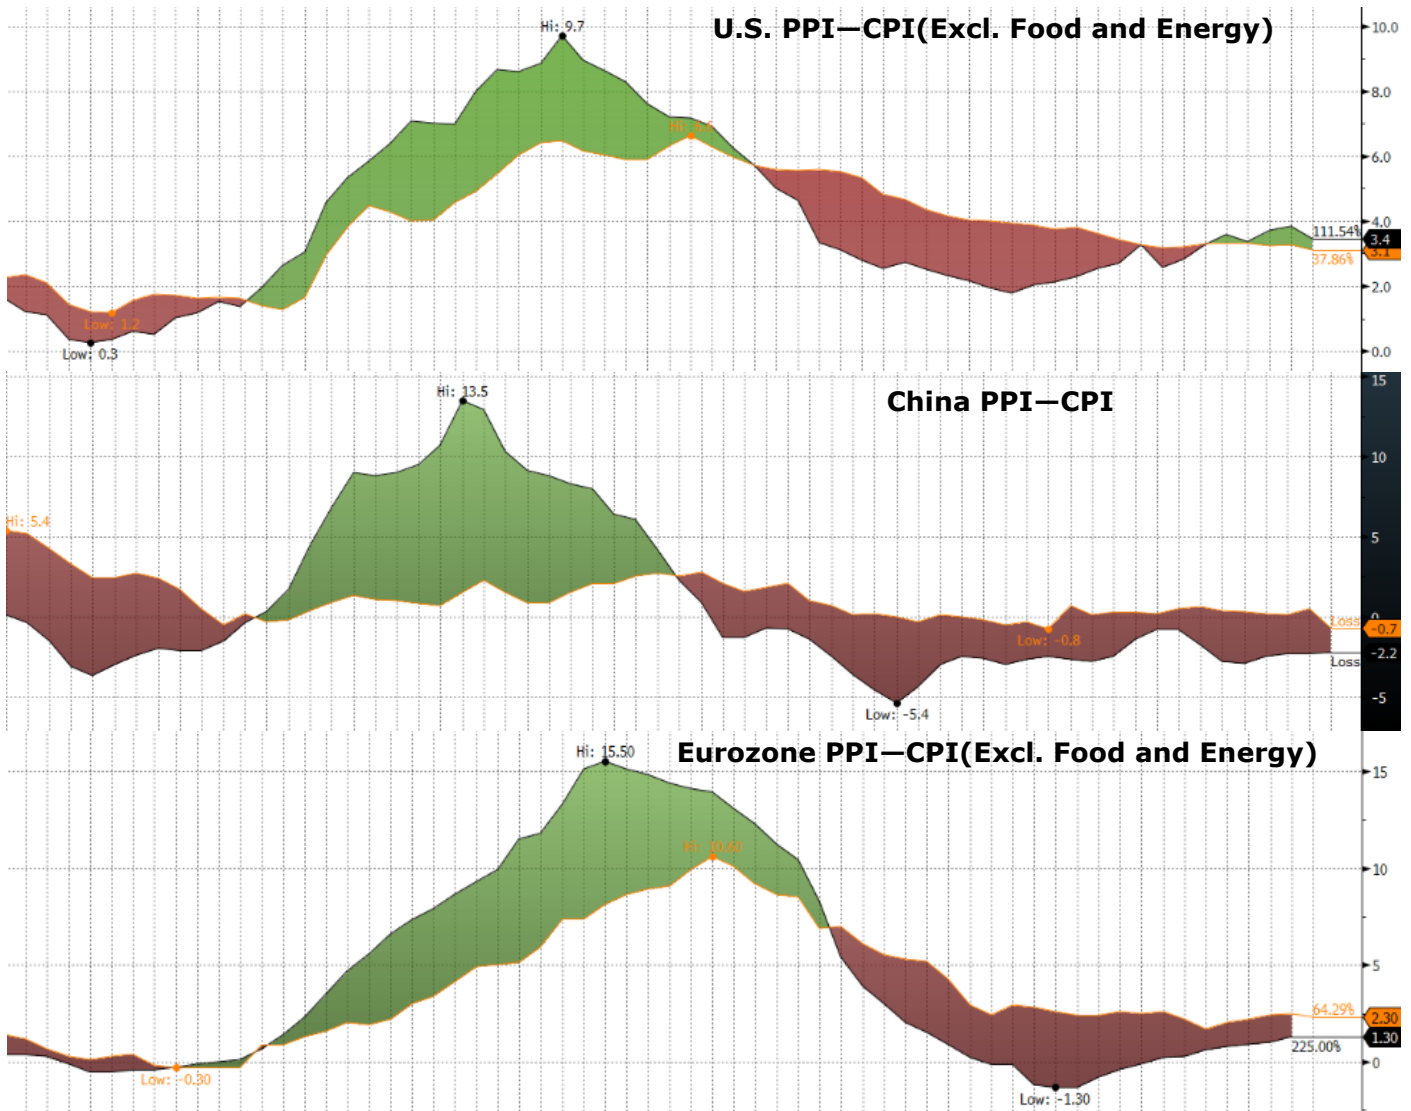 Hi: 9.7
U.S. PPI—CPI(Excl. Food and Energy)
10.0
8.0
Hi: 6.6
6.0
4.0
111.54%
3.4
3.1
37.86%
2.0
Low: 1.2
Low: 0.3
0.0
15
Hi: 13.5
China PPI—CPI
10
Hi: 5.4
5
0
Loss
-0.7
Low: -0.8
-2.2
Loss
-5
Low: -5.4
Hi: 15.50
Eurozone PPI—CPI(Excl. Food and Energy)
15
Hi: 10.60
10
5
64.29%
2.30
1.30
225.00%
0
Low: -0.30
Low: -1.30